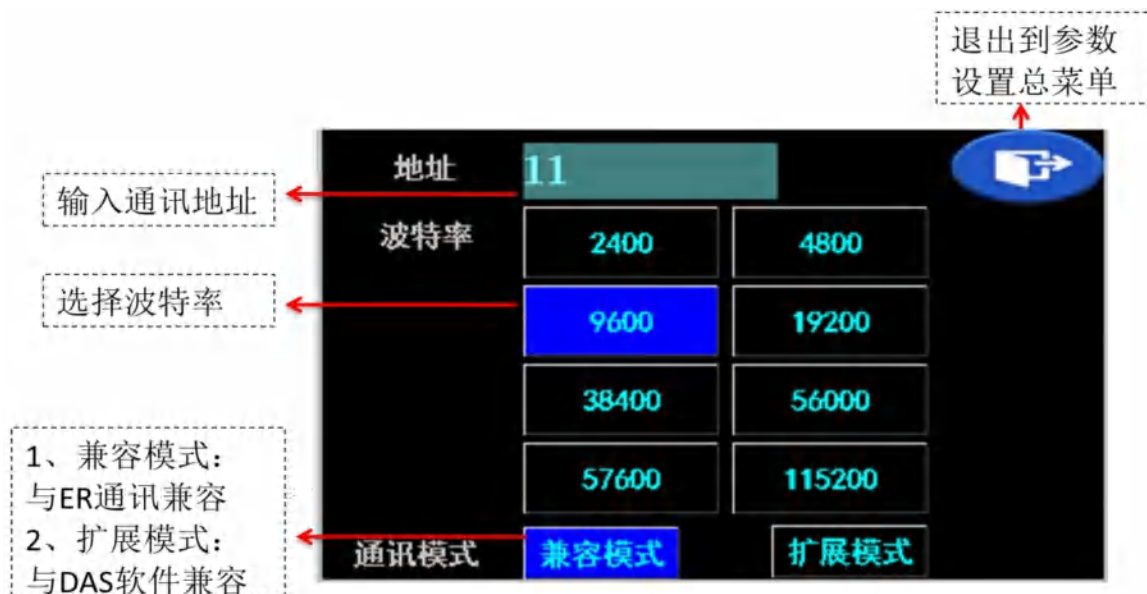 退出到参数
设置总菜单
地址 11
输入通讯地址
波特率 2400 4800
选择波特率
9600 19200
38400 56000
1、兼容模式：
与ER通讯兼容
2、扩展模式：
与DAS软件兼容
57600 115200
通讯模式 兼容模式 扩展模式